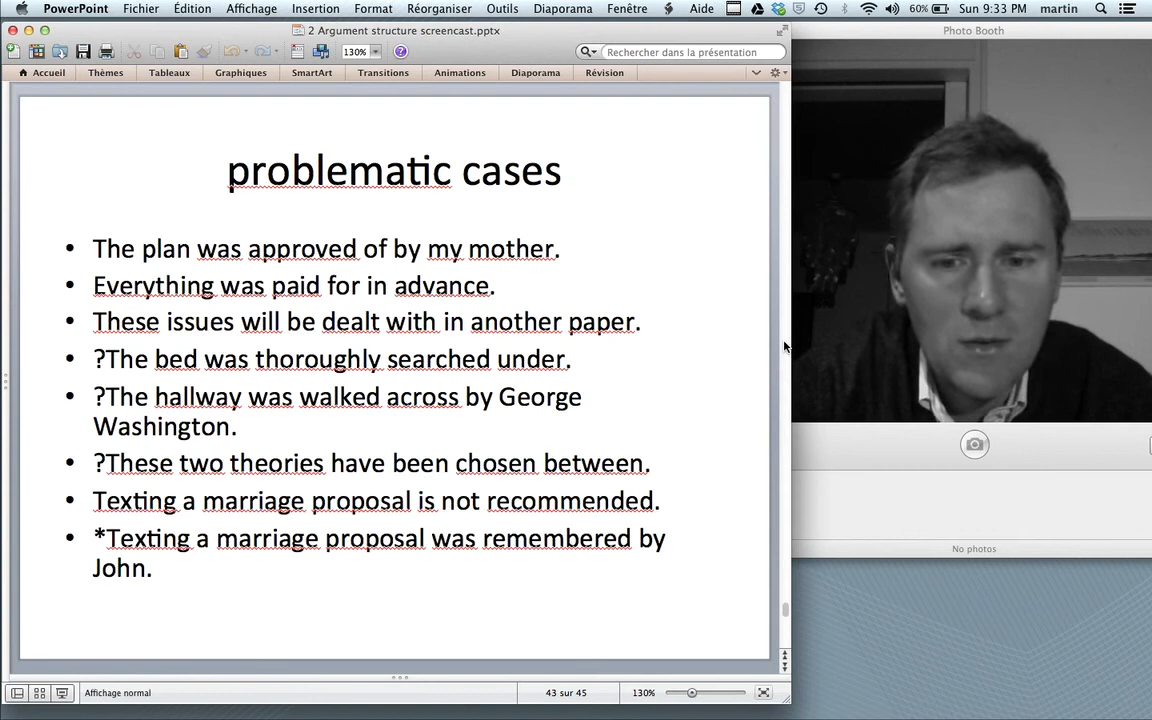 PowerPoint Fichier Édition Affichage Insertion Format Réorganiser Outils Diaporama Fenêtre Aide 60% Sun 9:33 PM martin
2 Argument structure screencast.pptx
Photo Booth
130% Rechercher dans la présentation
Accueil Thèmes Tableaux Graphiques SmartArt Transitions Animations Diaporama Révision
problematic cases
• The plan was approved of by my mother.
• Everything was paid for in advance.
• These issues will be dealt with in another paper.
• ?The bed was thoroughly searched under.
• ?The hallway was walked across by George
Washington.
• ?These two theories have been chosen between.
• Texting a marriage proposal is not recommended.
• *Texting a marriage proposal was remembered by
John.
No photos
Affichage normal 43 sur 45 130%